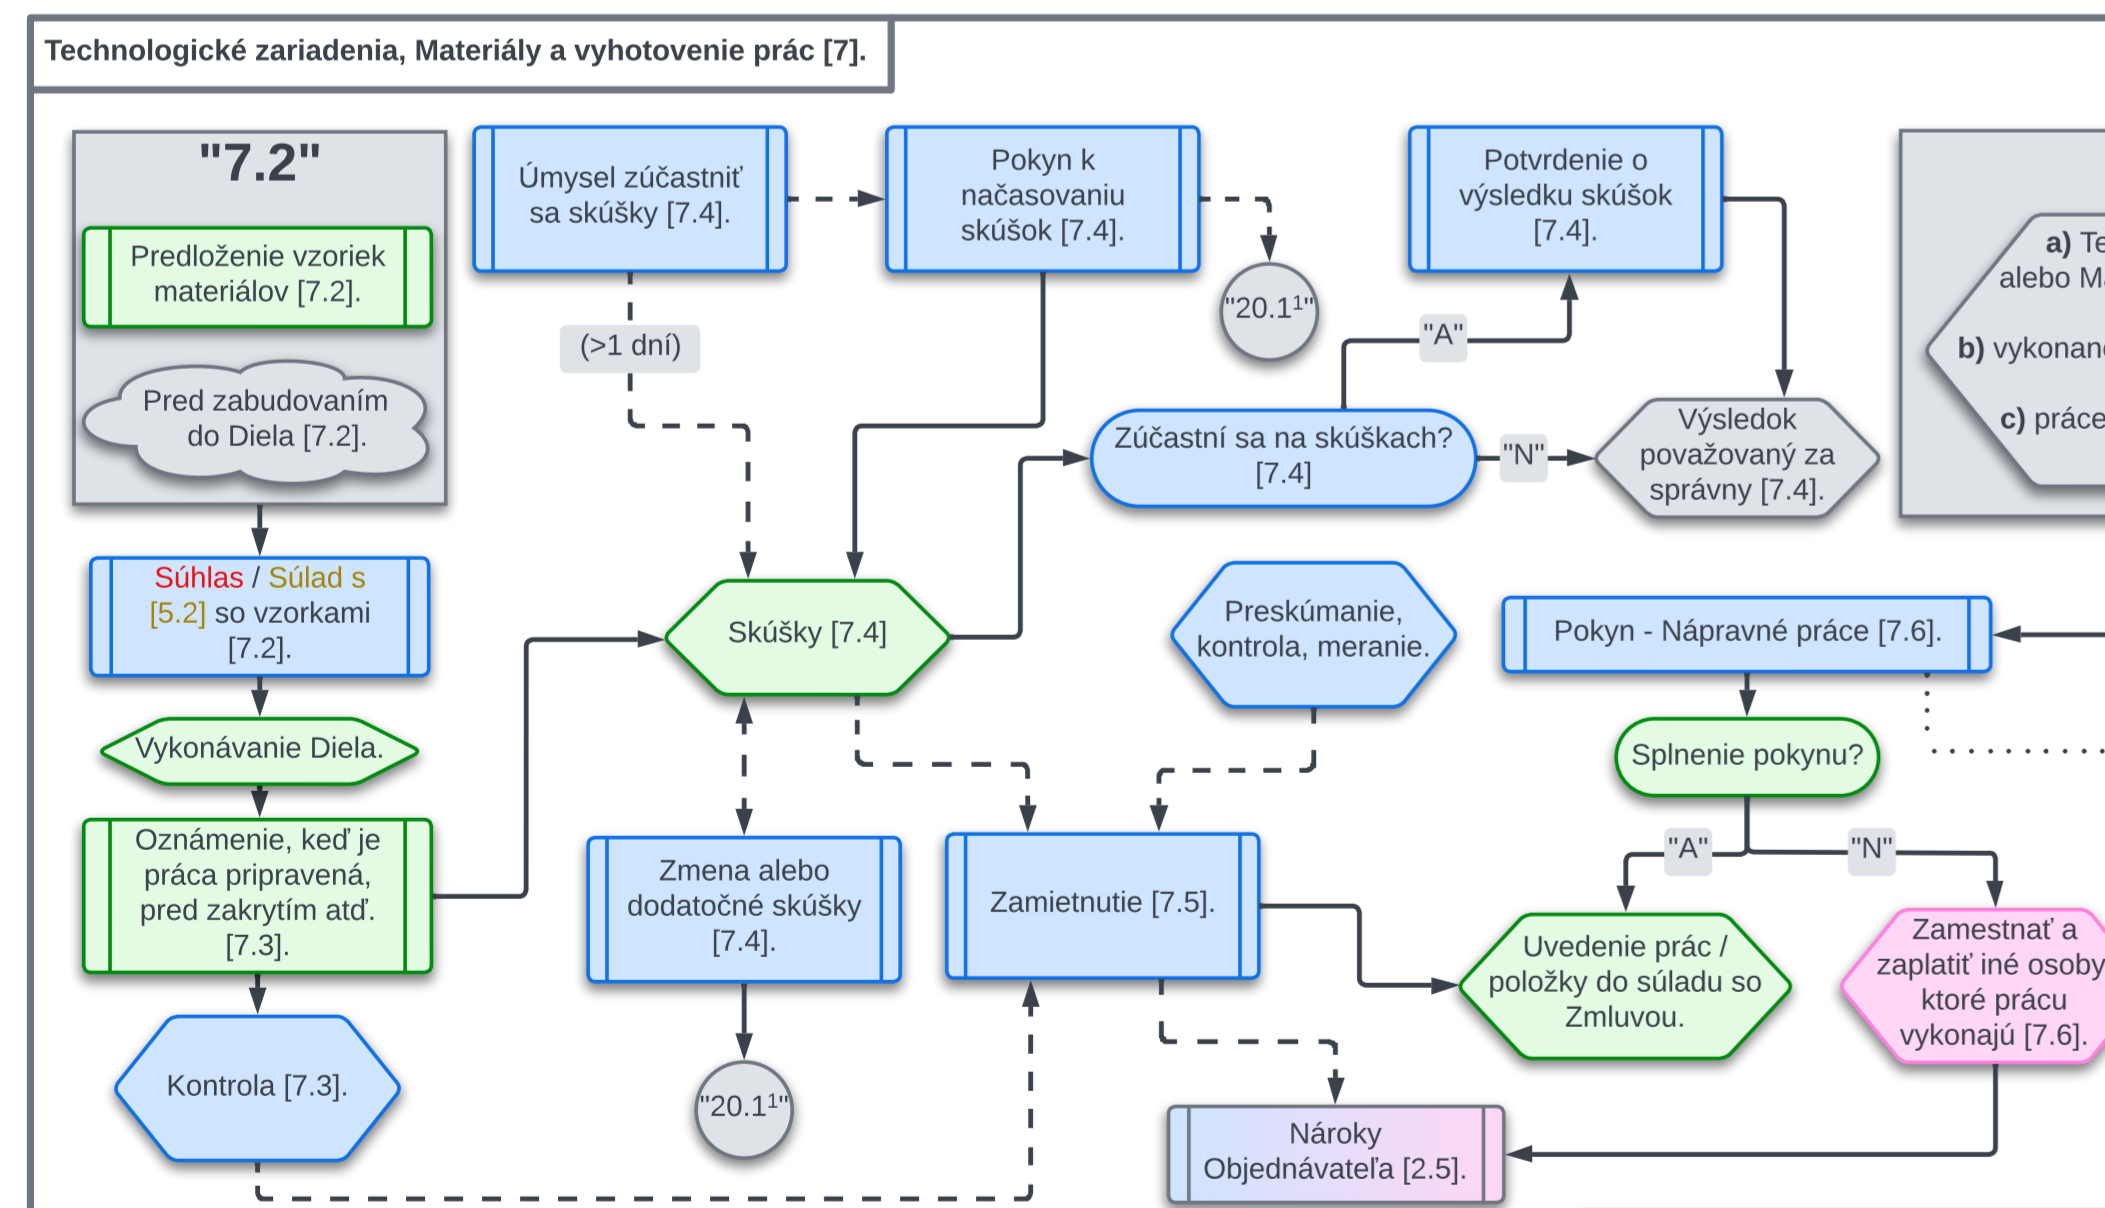 Technologické zariadenia, Materiály a vyhotovenie prác [7].
"7.2"
Predloženie vzoriek
materiálov [7.2].
Pred zabudovaním
do Diela [7.2].
Súhlas / Súlad s
[5.2] so vzorkami
[7.2].
Vykonávanie Diela.
Oznámenie, keď je
práca pripravená,
pred zakrytím atď.
[7.3].
Kontrola [7.3].
Úmysel zúčastniť
sa skúšky [7.4].
(>1 dní)
Pokyn k
načasovaniu
skúšok [7.4].
"20.1¹"
Potvrdenie o
výsledku skúšok
[7.4].
"A"
Zúčastní sa na skúškach?
[7.4]
"N"
Výsledok
považovaný za
správny [7.4].
a)
alebo
b)
c) práce
Skúšky [7.4]
Preskúmanie,
kontrola, meranie.
Pokyn - Nápravné práce [7.6].
Splnenie pokynu?
"A"
"N"
Zmena alebo
dodatočné skúšky
[7.4].
"20.1¹"
Zamietnutie [7.5].
Uvedenie prác /
položky do súladu so
Zmluvou.
Zamestnať a
zaplatiť iné osoby
ktoré prácu
vykonajú [7.6].
Nároky
Objednávateľa [2.5].